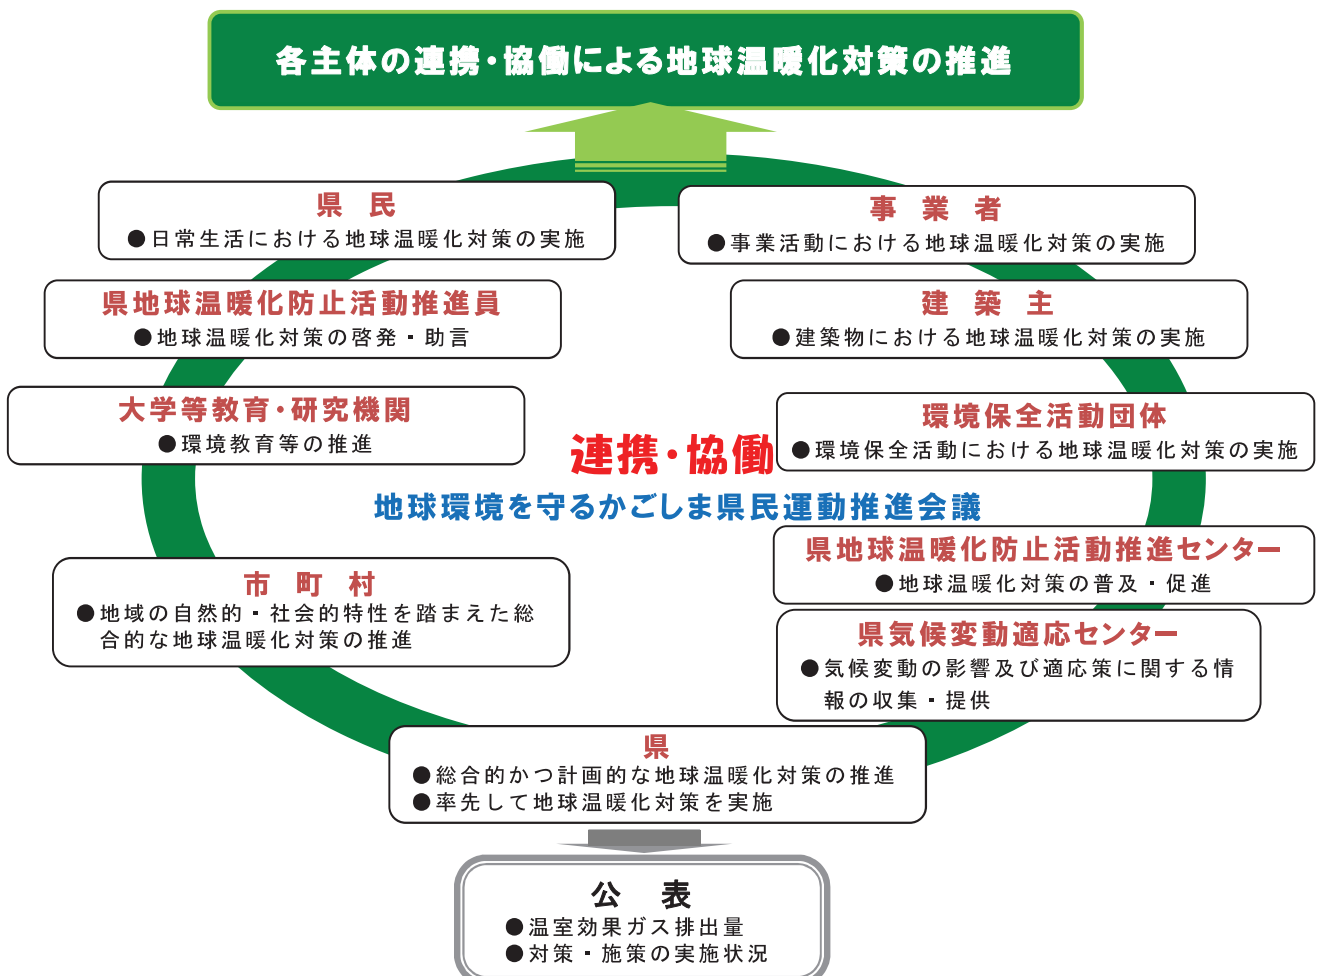 各主体の連携・協働による地球温暖化対策の推進
県民
●日常生活における地球温暖化対策の実施
事業者
●事業活動における地球温暖化対策の実施
県地球温暖化防止活動推進員
●地球温暖化対策の啓発・助言
建築主
●建築物における地球温暖化対策の実施
大学等教育・研究機関
●環境教育等の推進
環境保全活動団体
●環境保全活動における地球温暖化対策の実施
連携・協働
地球環境を守るかごしま県民運動推進会議
県地球温暖化防止活動推進センター
●地球温暖化対策の普及・促進
市町村
●地域の自然的・社会的特性を踏まえた総
合的な地球温暖化対策の推進
県気候変動適応センター
●気候変動の影響及び適応策に関する情
報の収集・提供
県
●総合的かつ計画的な地球温暖化対策の推進
●率先して地球温暖化対策を実施
公表
●温室効果ガス排出量
●対策・施策の実施状況